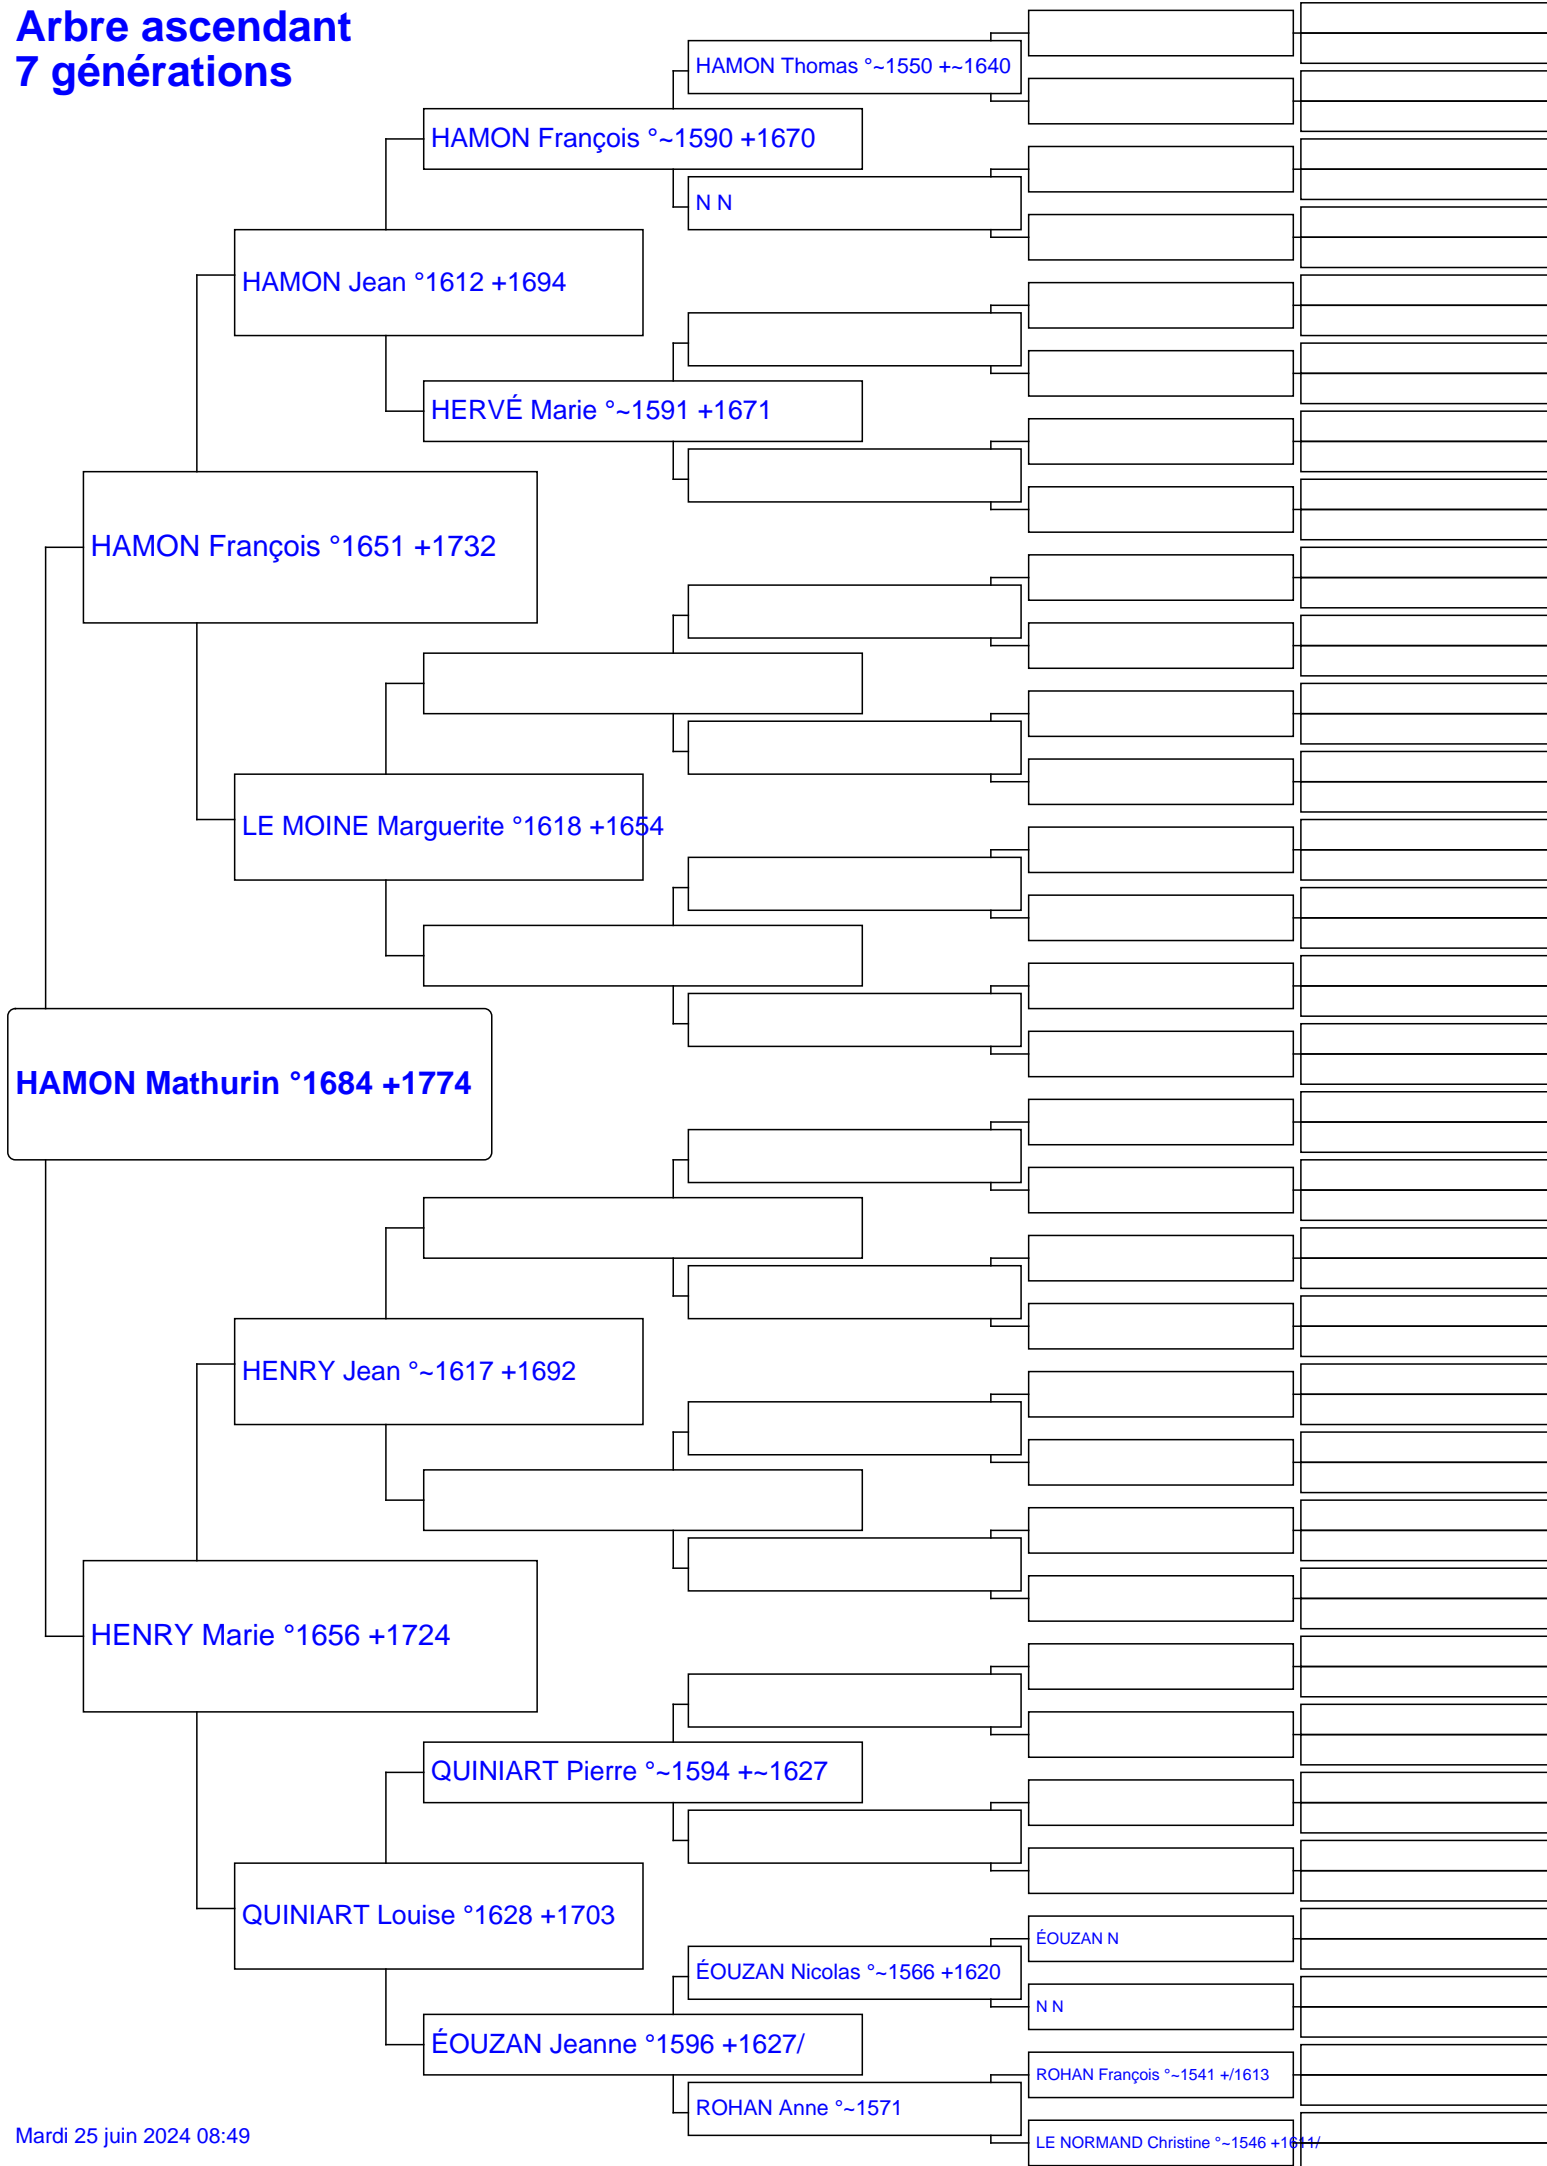 Arbre ascendant
7 générations
HAMON Thomas °~1550 +~1640
HAMON François °~1590 +1670
N N
HAMON Jean °1612 +1694
HERVÉ Marie °~1591 +1671
HAMON François °1651 +1732
LE MOINE Marguerite °1618 +1654
HAMON Mathurin °1684 +1774
HENRY Jean °~1617 +1692
HENRY Marie °1656 +1724
QUINIART Pierre °~1594 +~1627
QUINIART Louise °1628 +1703
ÉOUZAN N
ÉOUZAN Nicolas °~1566 +1620
N N
ÉOUZAN Jeanne °1596 +1627/
ROHAN François °~1541 +/1613
ROHAN Anne °~1571
LE NORMAND Christine °~1546 +1611/
Mardi 25 juin 2024 08:49